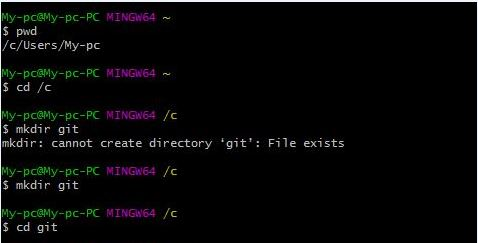 My-pc@My-pc-PC MINGW64 ~
$ pwd
/c/Users/My-pc
My-pc@My-pc-PC MINGW64 ~
$ cd /c
My-pc@My-pc-PC MINGW64 /c
$ mkdir git
mkdir: cannot create directory ‘git’: File exists
My-pc@My-pc-PC MINGW64 /c
$ mkdir git
My-pc@My-pc-PC MINGW64 /c
$ cd git